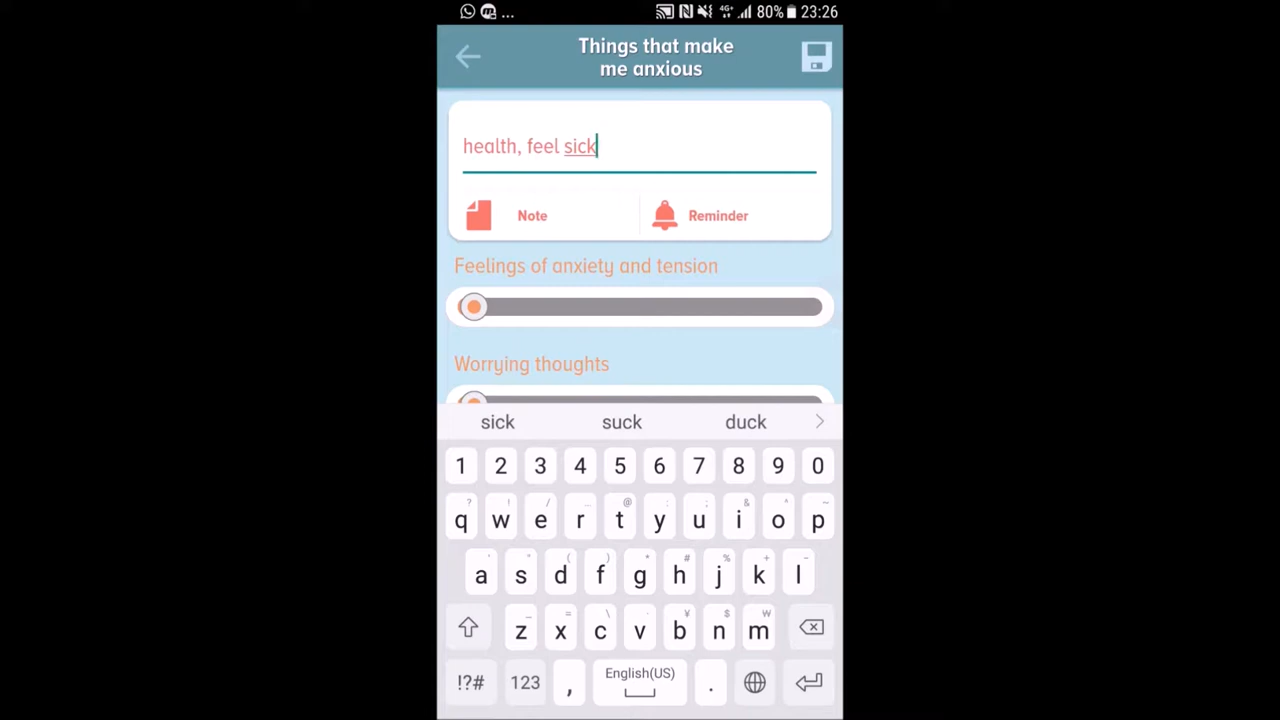 ... 4G+ 80% 23:26
Things that make
me anxious
health, feel sick
Note Reminder
Feelings of anxiety and tension
Worrying thoughts
sick suck duck
1 2 3 4 5 6 7 8 9 0
? ! / ... @ : ; & ^ ~
q w e r t y u i o p
' " ( ) * # % + -
a s d f g h j k l
_ = \ · ¥ $ ₩
z x c v b n m
!?# 123 , English(US) .